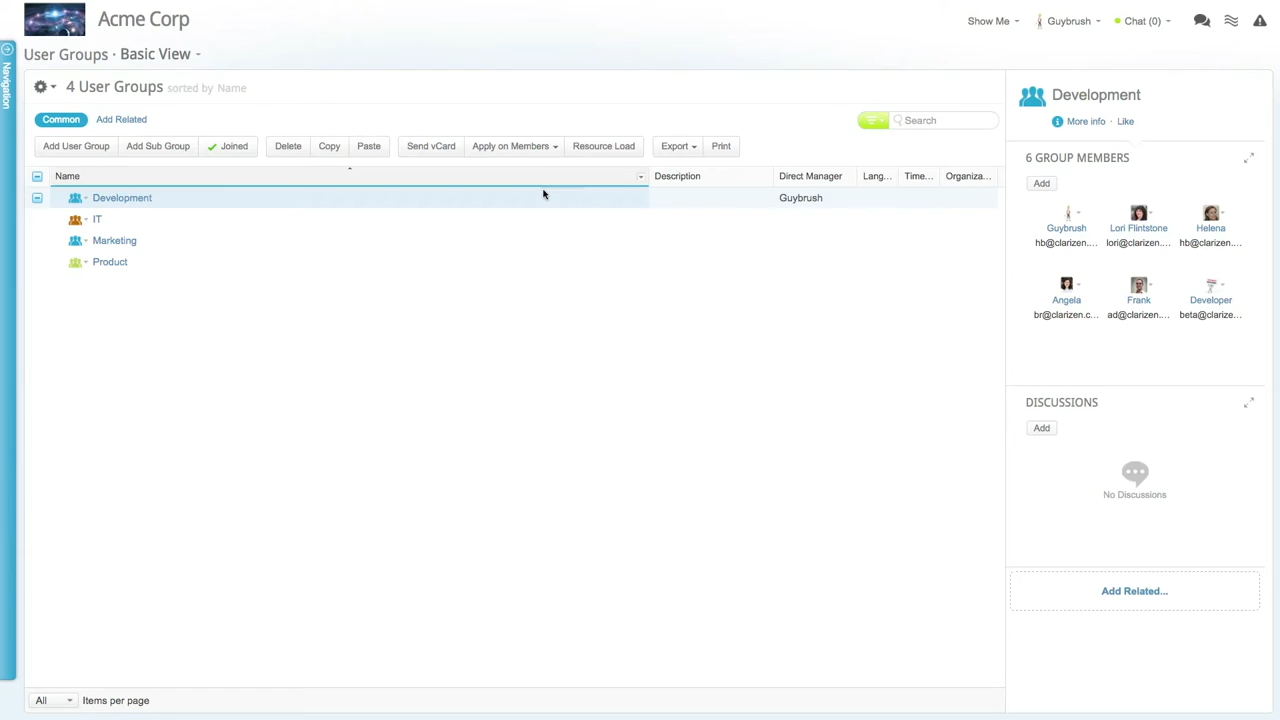 Acme Corp
Show Me
Guybrush
Chat (0)
User Groups · Basic View
Navigation
4 User Groups sorted by Name
Common
Add Related
Search
Add User Group
Add Sub Group
Joined
Delete
Copy
Paste
Send vCard
Apply on Members
Resource Load
Export
Print
Name
Description
Direct Manager
Lang...
Time...
Organiza...
Development
Guybrush
IT
Marketing
Product
All
Items per page
Development
More info · Like
6 GROUP MEMBERS
Add
Guybrush
Lori Flintstone
Helena
hb@clarizen....
lori@clarizen....
hb@clarizen....
Angela
Frank
Developer
br@clarizen.c...
ad@clarizen....
beta@clarize...
DISCUSSIONS
Add
No Discussions
Add Related...